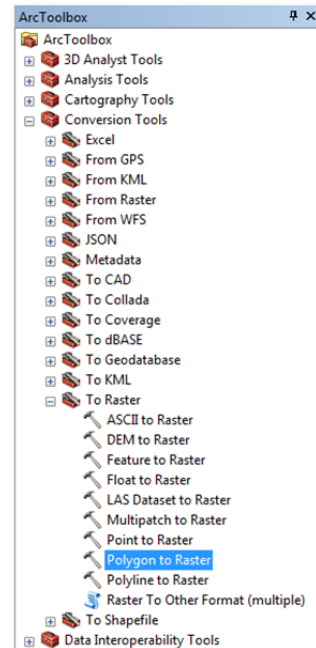 ArcToolbox
ArcToolbox
3D Analyst Tools
Analysis Tools
Cartography Tools
Conversion Tools
Excel
From GPS
From KML
From Raster
From WFS
JSON
Metadata
To CAD
To Collada
To Coverage
To dBASE
To Geodatabase
To KML
To Raster
ASCII to Raster
DEM to Raster
Feature to Raster
Float to Raster
LAS Dataset to Raster
Multipatch to Raster
Point to Raster
Polygon to Raster
Polyline to Raster
Raster To Other Format (multiple)
To Shapefile
Data Interoperability Tools